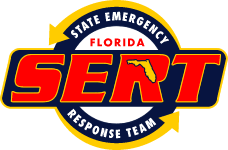 STATE EMERGENCY
FLORIDA
SERT
RESPONSE TEAM